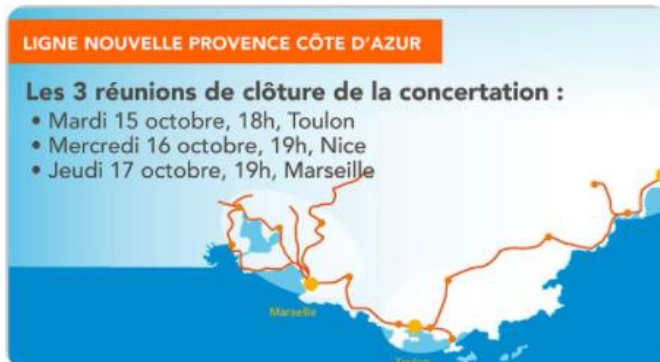 LIGNE NOUVELLE PROVENCE CÔTE D'AZUR
Les 3 réunions de clôture de la concertation :
• Mardi 15 octobre, 18h, Toulon
• Mercredi 16 octobre, 19h, Nice
• Jeudi 17 octobre, 19h, Marseille
Marseille
Toulon